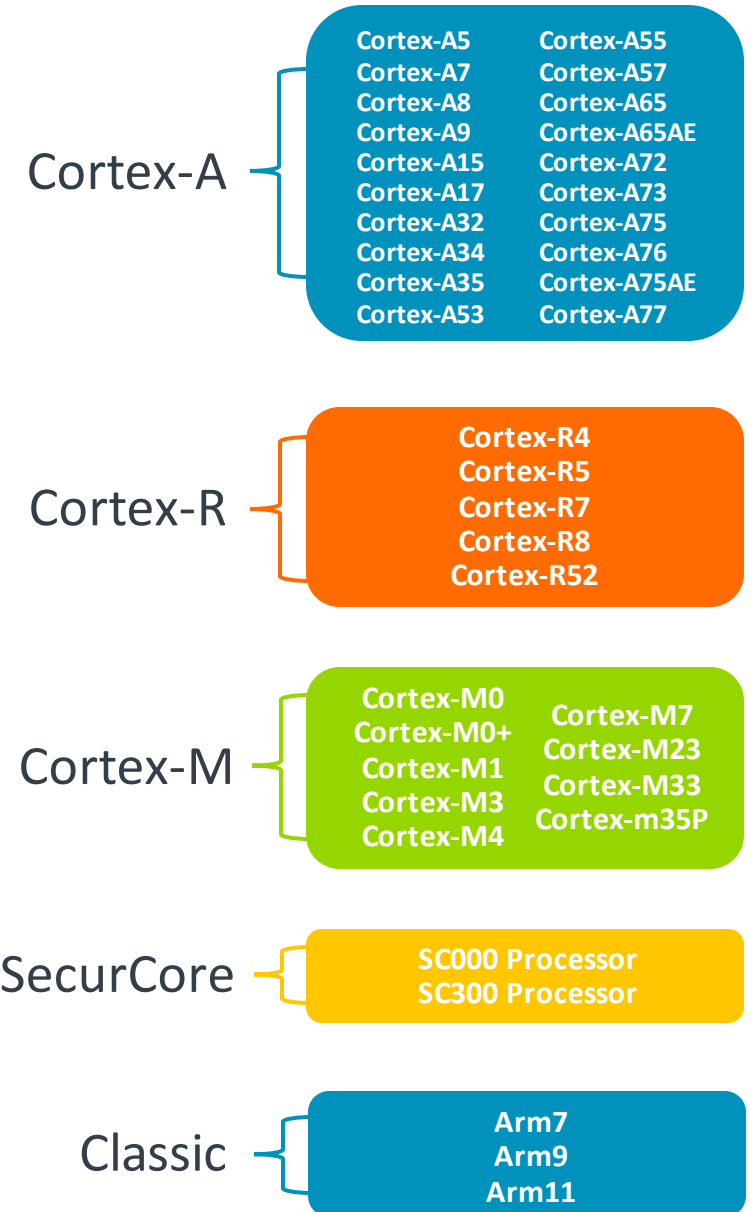 Cortex-A
Cortex-A5
Cortex-A7
Cortex-A8
Cortex-A9
Cortex-A15
Cortex-A17
Cortex-A32
Cortex-A34
Cortex-A35
Cortex-A53
Cortex-A55
Cortex-A57
Cortex-A65
Cortex-A65AE
Cortex-A72
Cortex-A73
Cortex-A75
Cortex-A76
Cortex-A75AE
Cortex-A77
Cortex-R
Cortex-R4
Cortex-R5
Cortex-R7
Cortex-R8
Cortex-R52
Cortex-M
Cortex-M0
Cortex-M0+
Cortex-M1
Cortex-M3
Cortex-M4
Cortex-M7
Cortex-M23
Cortex-M33
Cortex-m35P
SecurCore
SC000 Processor
SC300 Processor
Classic
Arm7
Arm9
Arm11